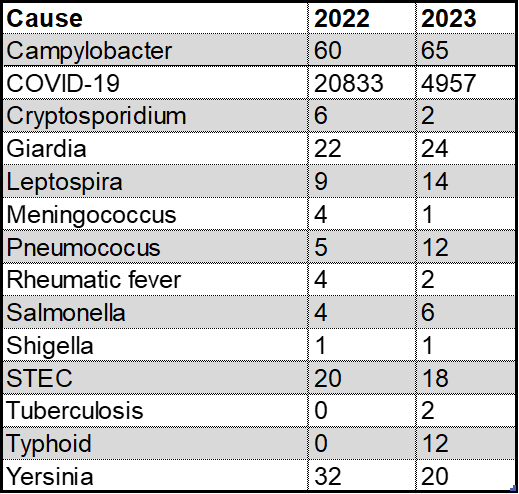 Cause 2022 2023
Campylobacter 60 65
COVID-19 20833 4957
Cryptosporidium 6 2
Giardia 22 24
Leptospira 9 14
Meningococcus 4 1
Pneumococus 5 12
Rheumatic fever 4 2
Salmonella 4 6
Shigella 1 1
STEC 20 18
Tuberculosis 0 2
Typhoid 0 12
Yersinia 32 20